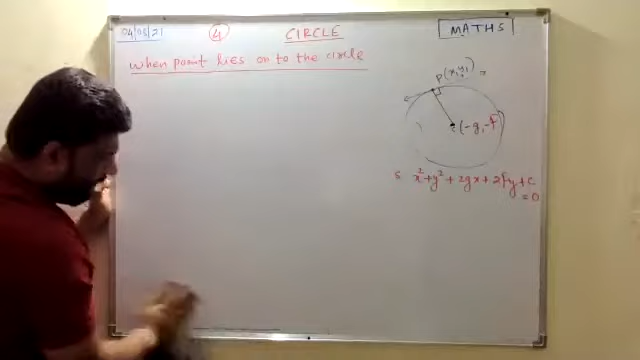 04/05/21 4 CIRCLE MATHS
when point lies on to the circle
P(x₁, y₁) =
c (-g, -f)
S x² + y² + 2gx + 2fy + c
= 0